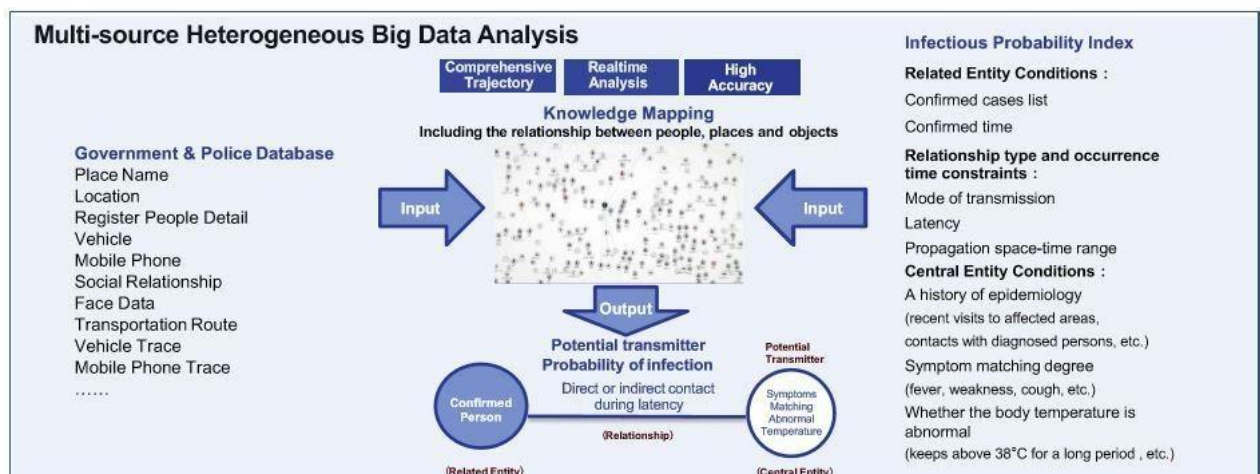 Multi-source Heterogeneous Big Data Analysis
Comprehensive
Trajectory
Realtime
Analysis
High
Accuracy
Knowledge Mapping
Including the relationship between people, places and objects
Government & Police Database
Place Name
Location
Register People Detail
Vehicle
Mobile Phone
Social Relationship
Face Data
Transportation Route
Vehicle Trace
Mobile Phone Trace
……
Input
Input
Output
Potential transmitter
Probability of infection
Direct or indirect contact
during latency
(Relationship)
Confirmed
Person
(Related Entity)
Potential
Transmitter
Symptoms
Matching
Abnormal
Temperature
(Central Entity)
Infectious Probability Index
Related Entity Conditions：
Confirmed cases list
Confirmed time
Relationship type and occurrence
time constraints：
Mode of transmission
Latency
Propagation space-time range
Central Entity Conditions：
A history of epidemiology
(recent visits to affected areas,
contacts with diagnosed persons, etc.)
Symptom matching degree
(fever, weakness, cough, etc.)
Whether the body temperature is
abnormal
(keeps above 38°C for a long period , etc.)